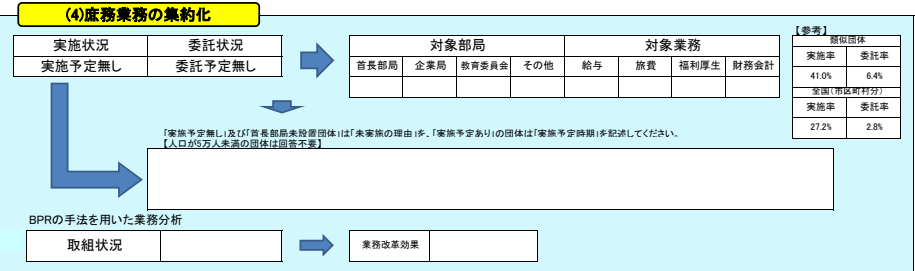 (4)庶務業務の集約化
【参考】
実施状況 委託状況
実施予定無し 委託予定無し
対象部局 対象業務
首長部局 企業局 教育委員会 その他 給与 旅費 福利厚生 財務会計
類似団体
実施率 委託率
41.0% 6.4%
全国(市区町村分)
実施率 委託率
27.2% 2.8%
「実施予定無し」及び「首長部局未設置団体」は「未実施の理由」を、「実施予定あり」の団体は「実施予定時期」を記述してください。
【人口が5万人未満の団体は回答不要】
BPRの手法を用いた業務分析
取組状況
業務改革効果